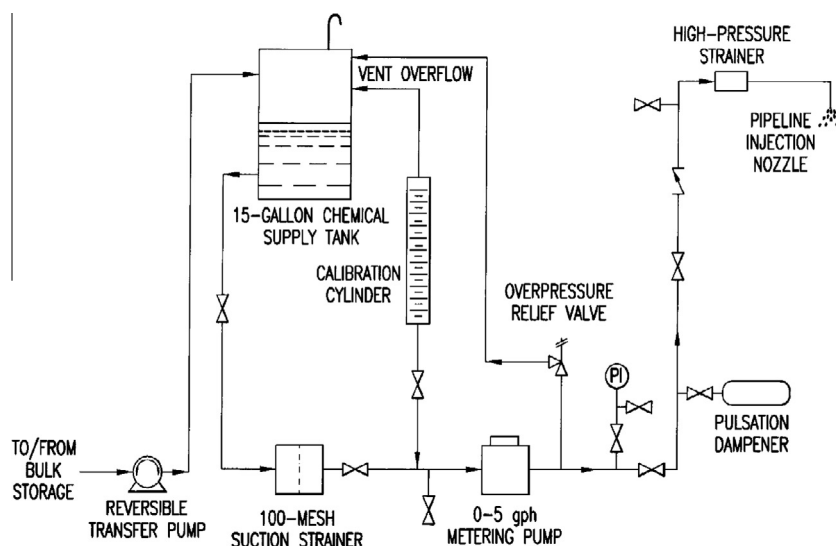 HIGH-PRESSURE
STRAINER
VENT OVERFLOW
PIPELINE
INJECTION
NOZZLE
15-GALLON CHEMICAL
SUPPLY TANK
CALIBRATION
CYLINDER
OVERPRESSURE
RELIEF VALVE
PI
PULSATION
DAMPENER
TO/FROM
BULK
STORAGE
REVERSIBLE
TRANSFER PUMP
100-MESH
SUCTION STRAINER
0-5 gph
METERING PUMP